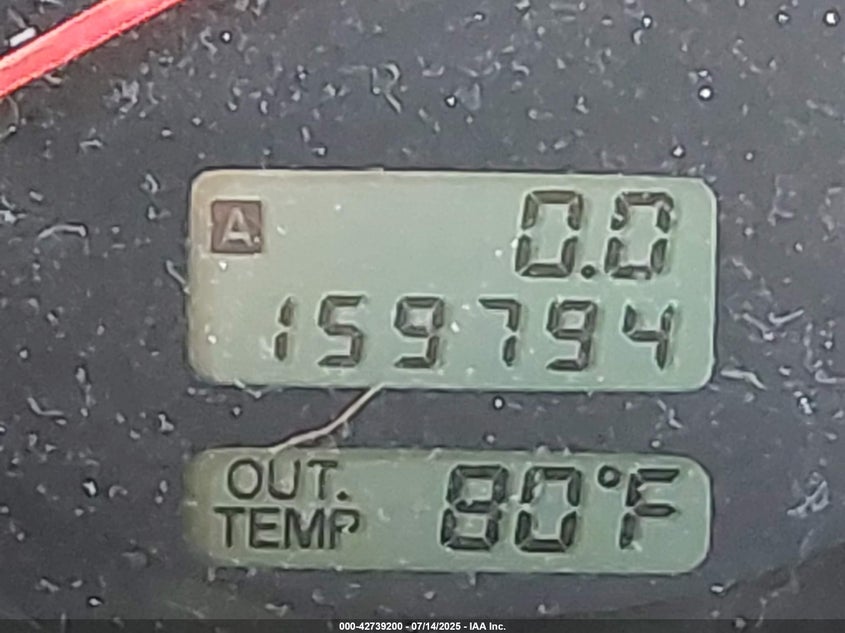 A 0.0
159794
OUT. 80°F
TEMP
000-42739200 - 07/14/2025 - IAA Inc.